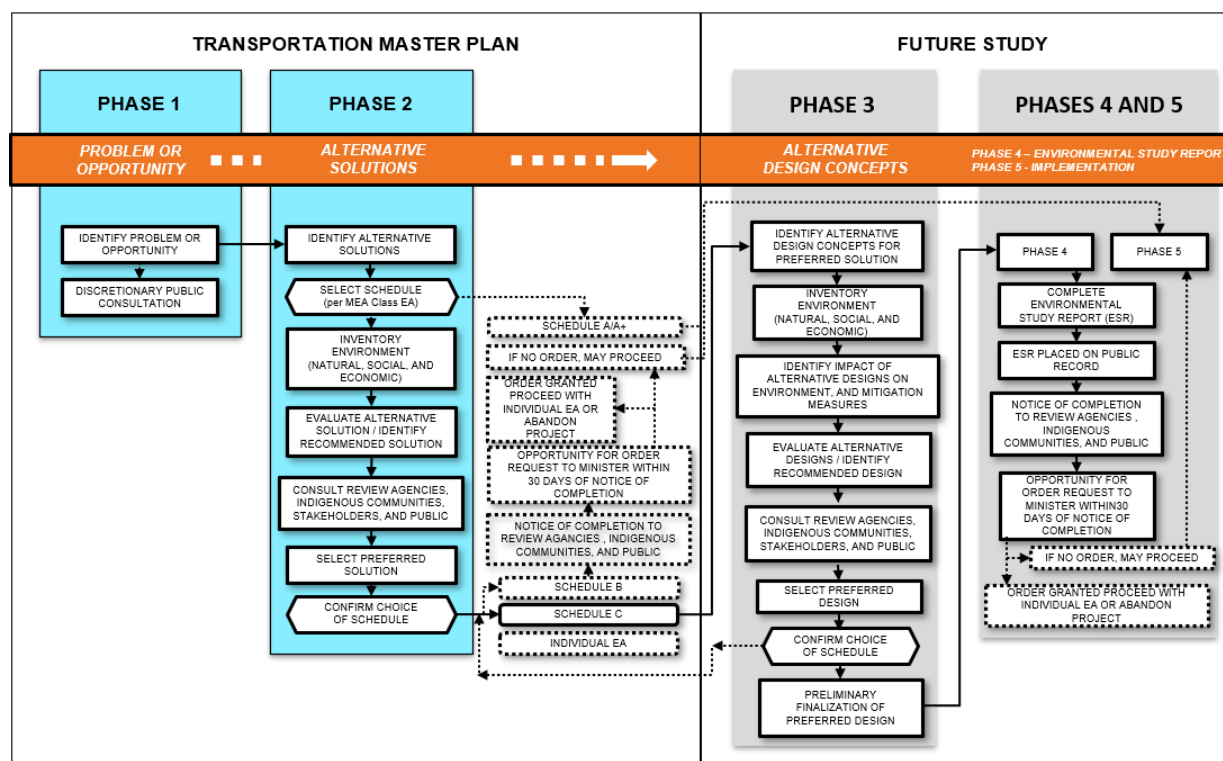 TRANSPORTATION MASTER PLAN
FUTURE STUDY
PHASE 1
PHASE 2
PHASE 3
PHASES 4 AND 5
PROBLEM OR
OPPORTUNITY
ALTERNATIVE
SOLUTIONS
ALTERNATIVE
DESIGN CONCEPTS
PHASE 4 – ENVIRONMENTAL STUDY REPORT
PHASE 5 - IMPLEMENTATION
IDENTIFY PROBLEM OR
OPPORTUNITY
DISCRETIONARY PUBLIC
CONSULTATION
IDENTIFY ALTERNATIVE
SOLUTIONS
SELECT SCHEDULE
(per MEA Class EA)
INVENTORY
ENVIRONMENT
(NATURAL, SOCIAL, AND
ECONOMIC)
EVALUATE ALTERNATIVE
SOLUTION / IDENTIFY
RECOMMENDED SOLUTION
CONSULT REVIEW AGENCIES,
INDIGENOUS COMMUNITIES,
STAKEHOLDERS, AND PUBLIC
SELECT PREFERRED
SOLUTION
CONFIRM CHOICE
OF SCHEDULE
SCHEDULE A/A+
IF NO ORDER, MAY PROCEED
ORDER GRANTED
PROCEED WITH
INDIVIDUAL EA OR
ABANDON
PROJECT
OPPORTUNITY FOR ORDER
REQUEST TO MINISTER WITHIN
30 DAYS OF NOTICE OF
COMPLETION
NOTICE OF COMPLETION TO
REVIEW AGENCIES , INDIGENOUS
COMMUNITIES, AND PUBLIC
SCHEDULE B
SCHEDULE C
INDIVIDUAL EA
IDENTIFY ALTERNATIVE
DESIGN CONCEPTS FOR
PREFERRED SOLUTION
INVENTORY
ENVIRONMENT
(NATURAL, SOCIAL, AND
ECONOMIC)
IDENTIFY IMPACT OF
ALTERNATIVE DESIGNS ON
ENVIRONMENT, AND MITIGATION
MEASURES
EVALUATE ALTERNATIVE
DESIGNS / IDENTIFY
RECOMMENDED DESIGN
CONSULT REVIEW AGENCIES,
INDIGENOUS COMMUNITIES,
STAKEHOLDERS, AND PUBLIC
SELECT PREFERRED
DESIGN
CONFIRM CHOICE
OF SCHEDULE
PRELIMINARY
FINALIZATION OF
PREFERRED DESIGN
PHASE 4
PHASE 5
COMPLETE
ENVIRONMENTAL
STUDY REPORT (ESR)
ESR PLACED ON PUBLIC
RECORD
NOTICE OF COMPLETION
TO REVIEW AGENCIES ,
INDIGENOUS
COMMUNITIES, AND PUBLIC
OPPORTUNITY FOR
ORDER REQUEST TO
MINISTER WITHIN30
DAYS OF NOTICE OF
COMPLETION
IF NO ORDER, MAY PROCEED
ORDER GRANTED PROCEED WITH
INDIVIDUAL EA OR ABANDON
PROJECT